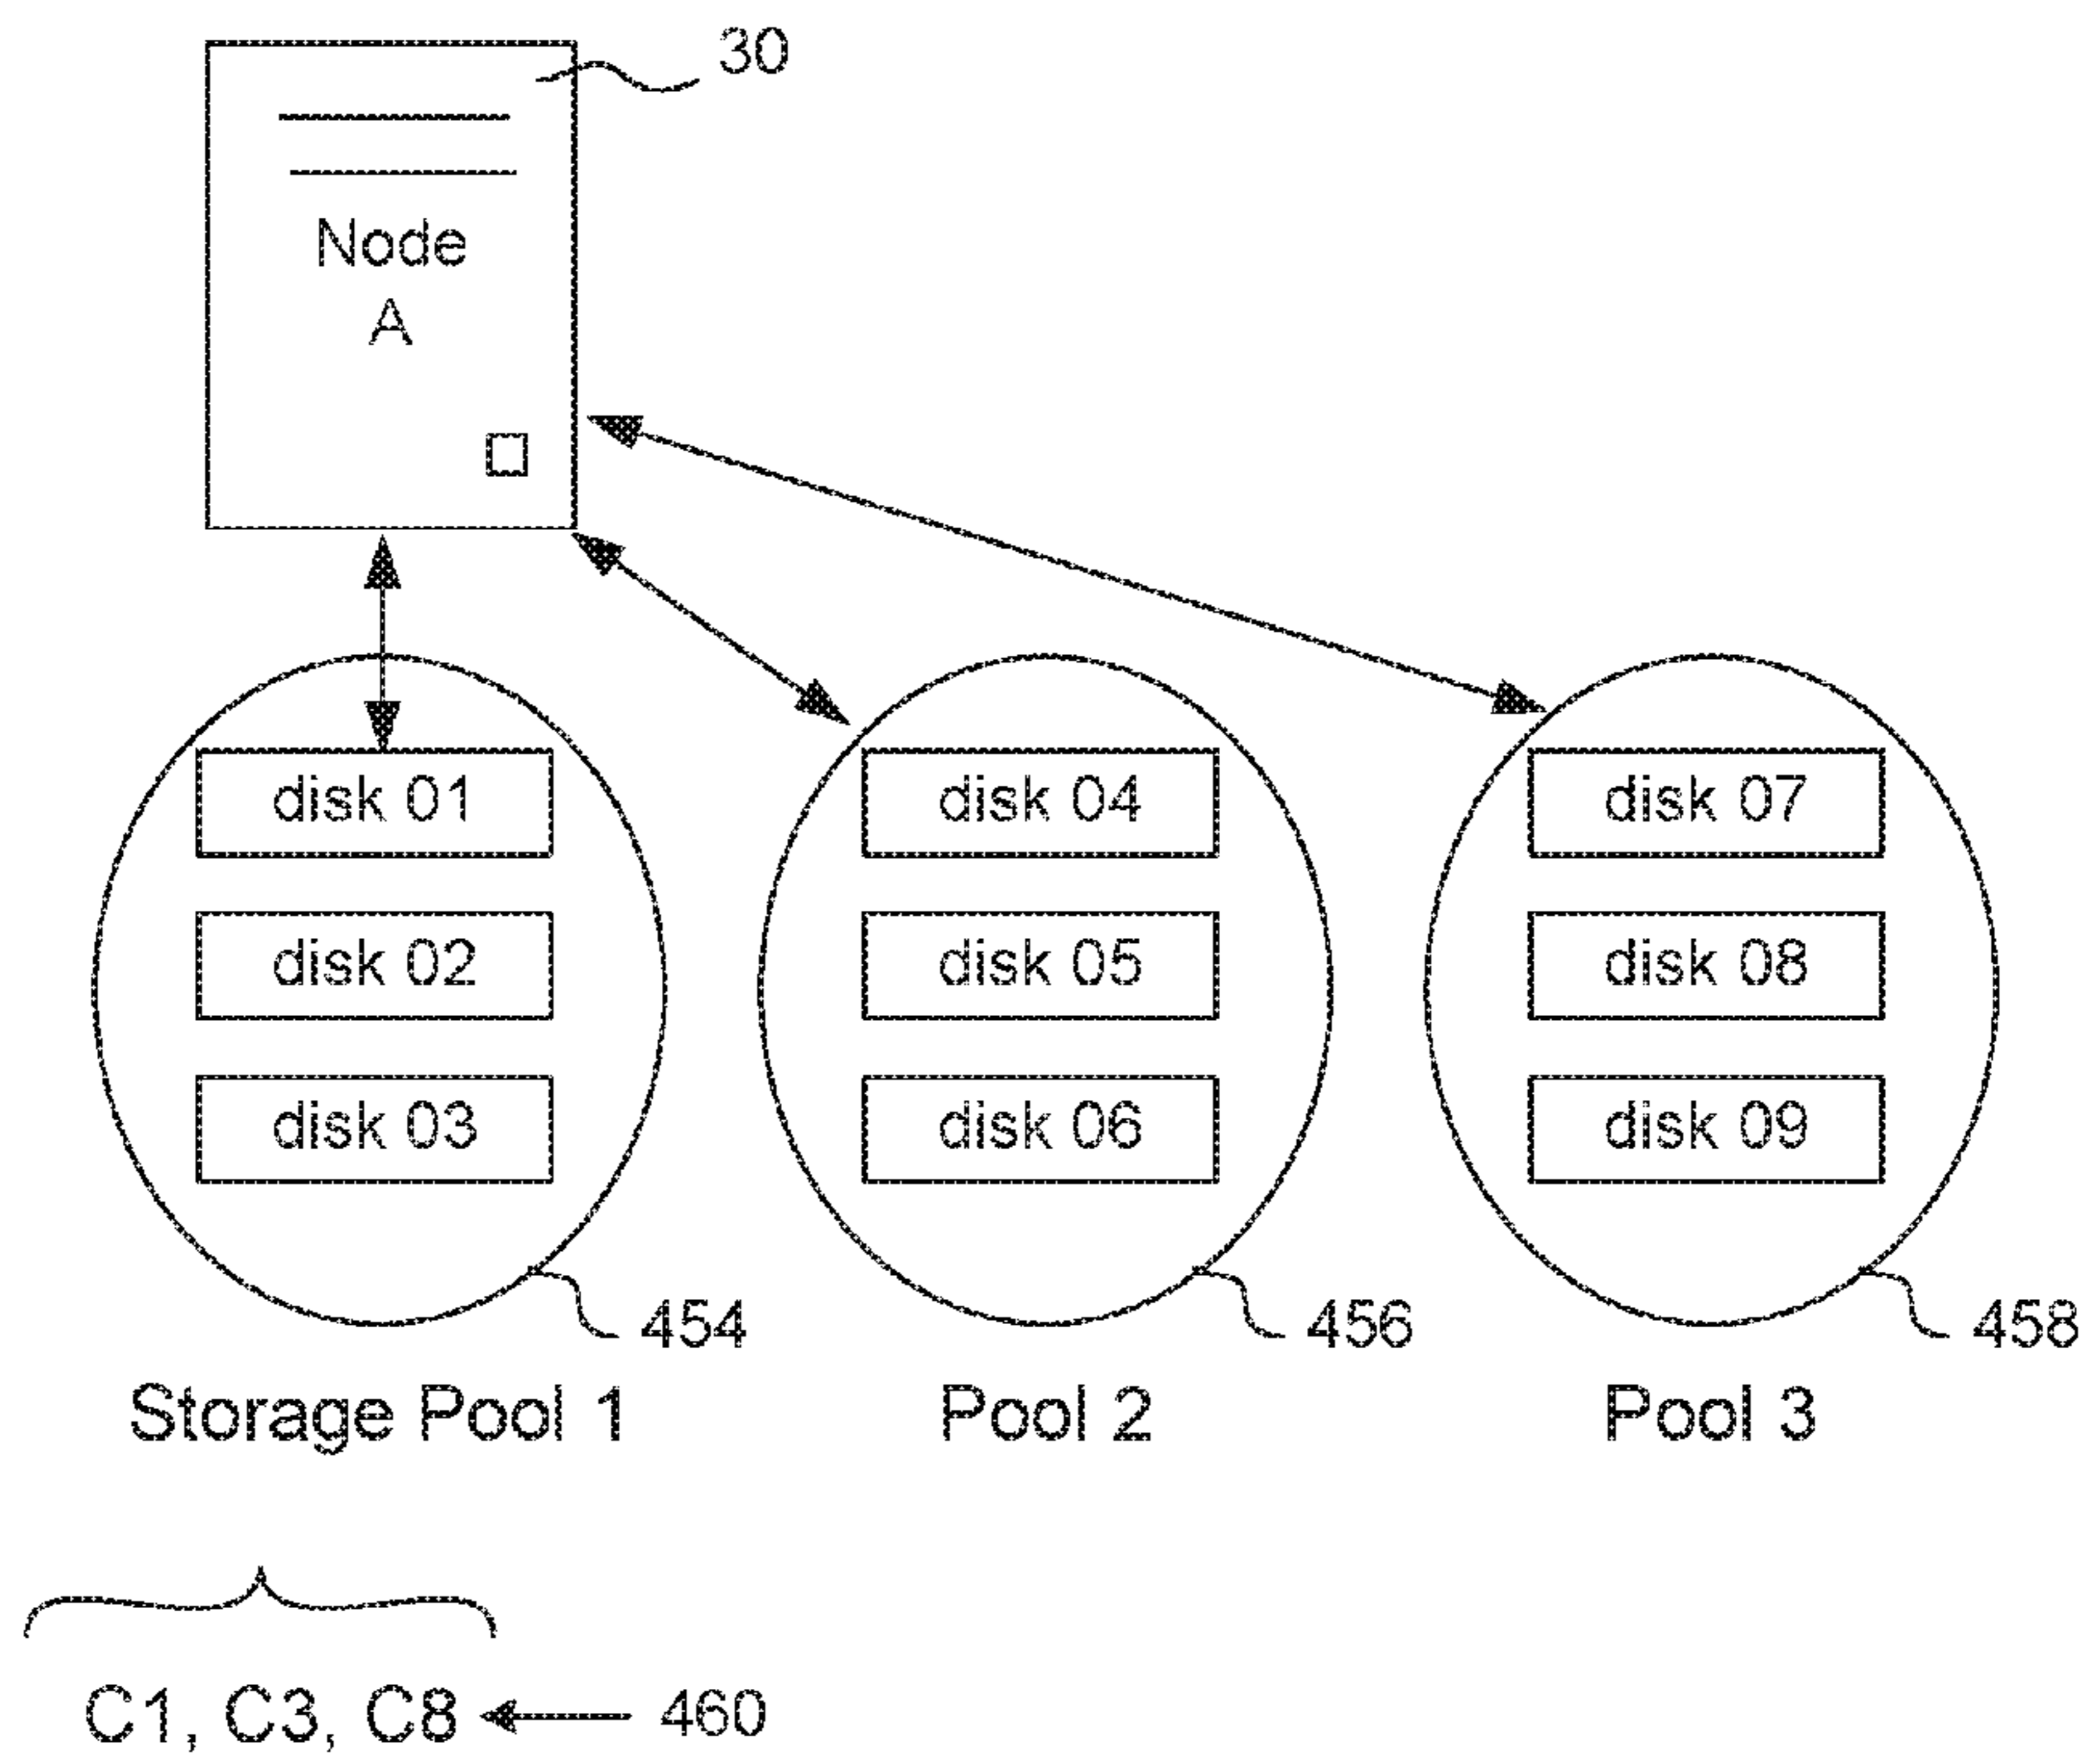 30
Node
A
disk 01
disk 04
disk 07
disk 02
disk 05
disk 08
disk 03
disk 06
disk 09
454
456
458
Storage Pool 1
Pool 2
Pool 3
C1, C3, C8
460